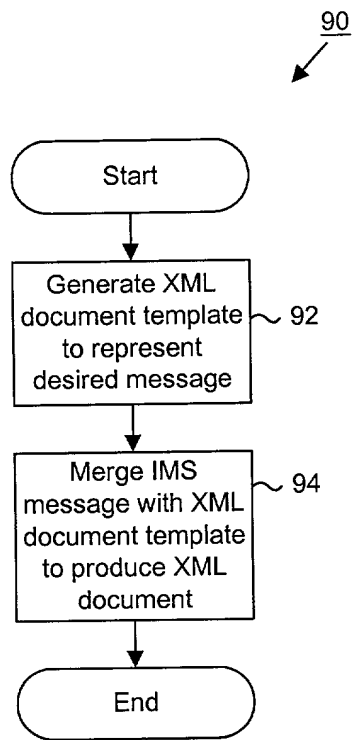 90
Start
Generate XML
document template
to represent
desired message
92
Merge IMS
message with XML
document template
to produce XML
document
94
End